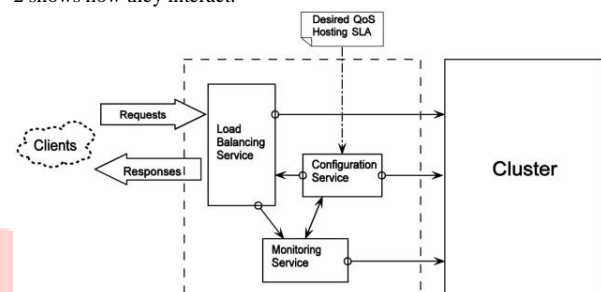 2 shows how they interact.
Desired QoS
Hosting SLA
Requests
Clients
Responses
Load
Balancing
Service
Configuration
Service
Monitoring
Service
Cluster